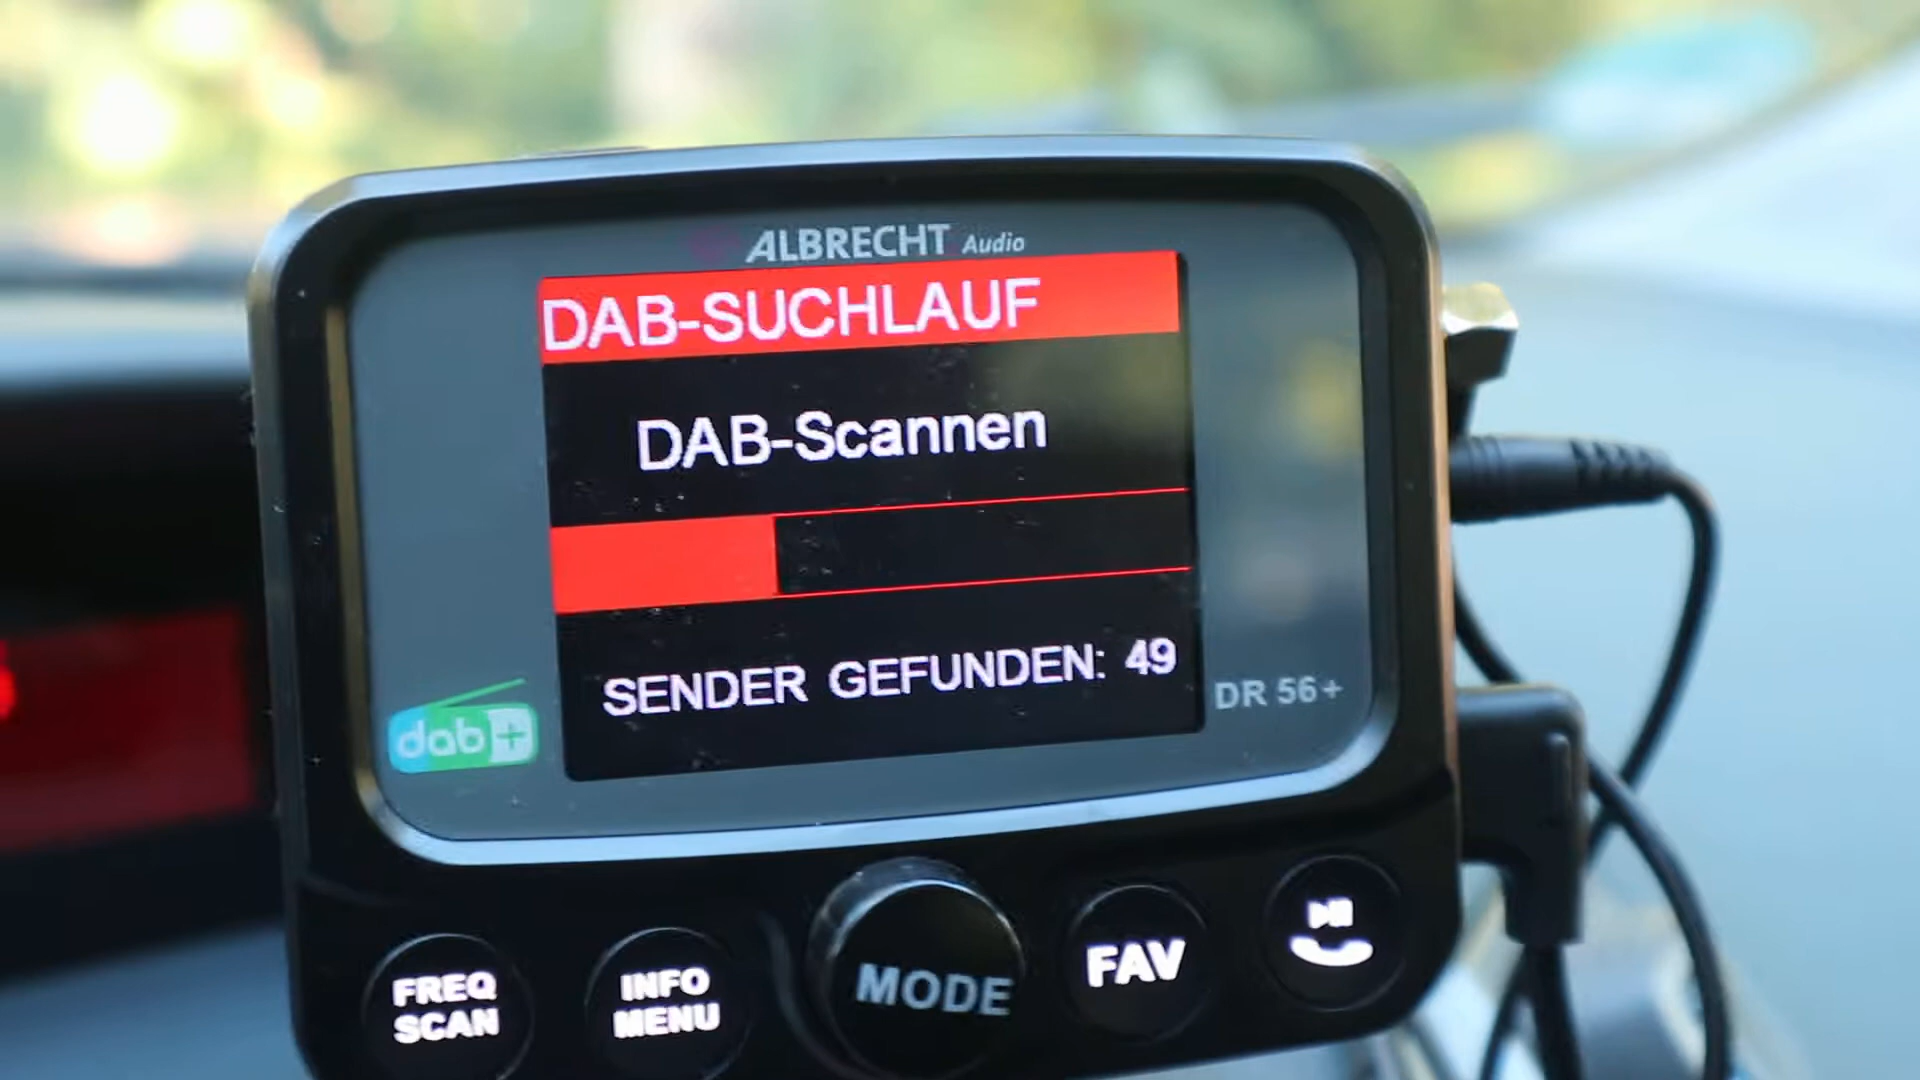 ALBRECHT Audio
DAB-SUCHLAUF
DAB-Scannen
SENDER GEFUNDEN: 49
DR 56+
dab+
FREQ
SCAN
INFO
MENU
MODE
FAV